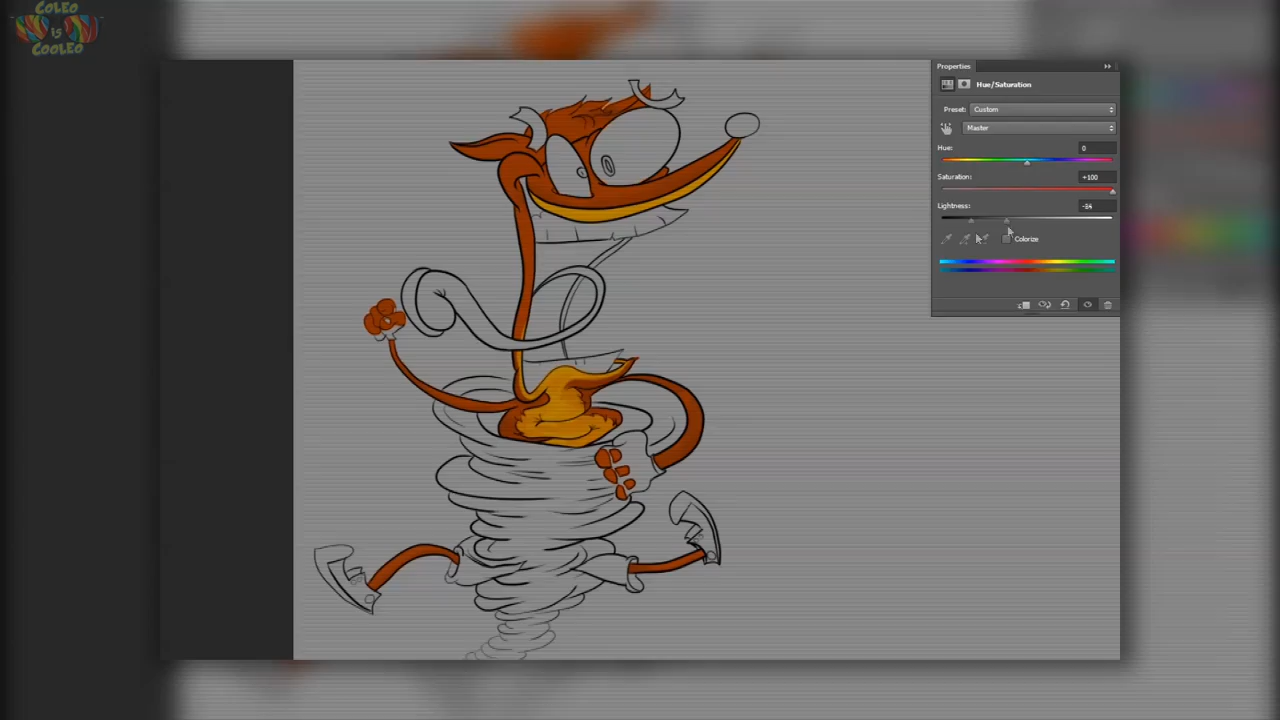 COLEO
is
COOLEO
Properties
Hue/Saturation
Preset: Custom
Master
Hue: 0
Saturation: +100
Lightness:
Colorize